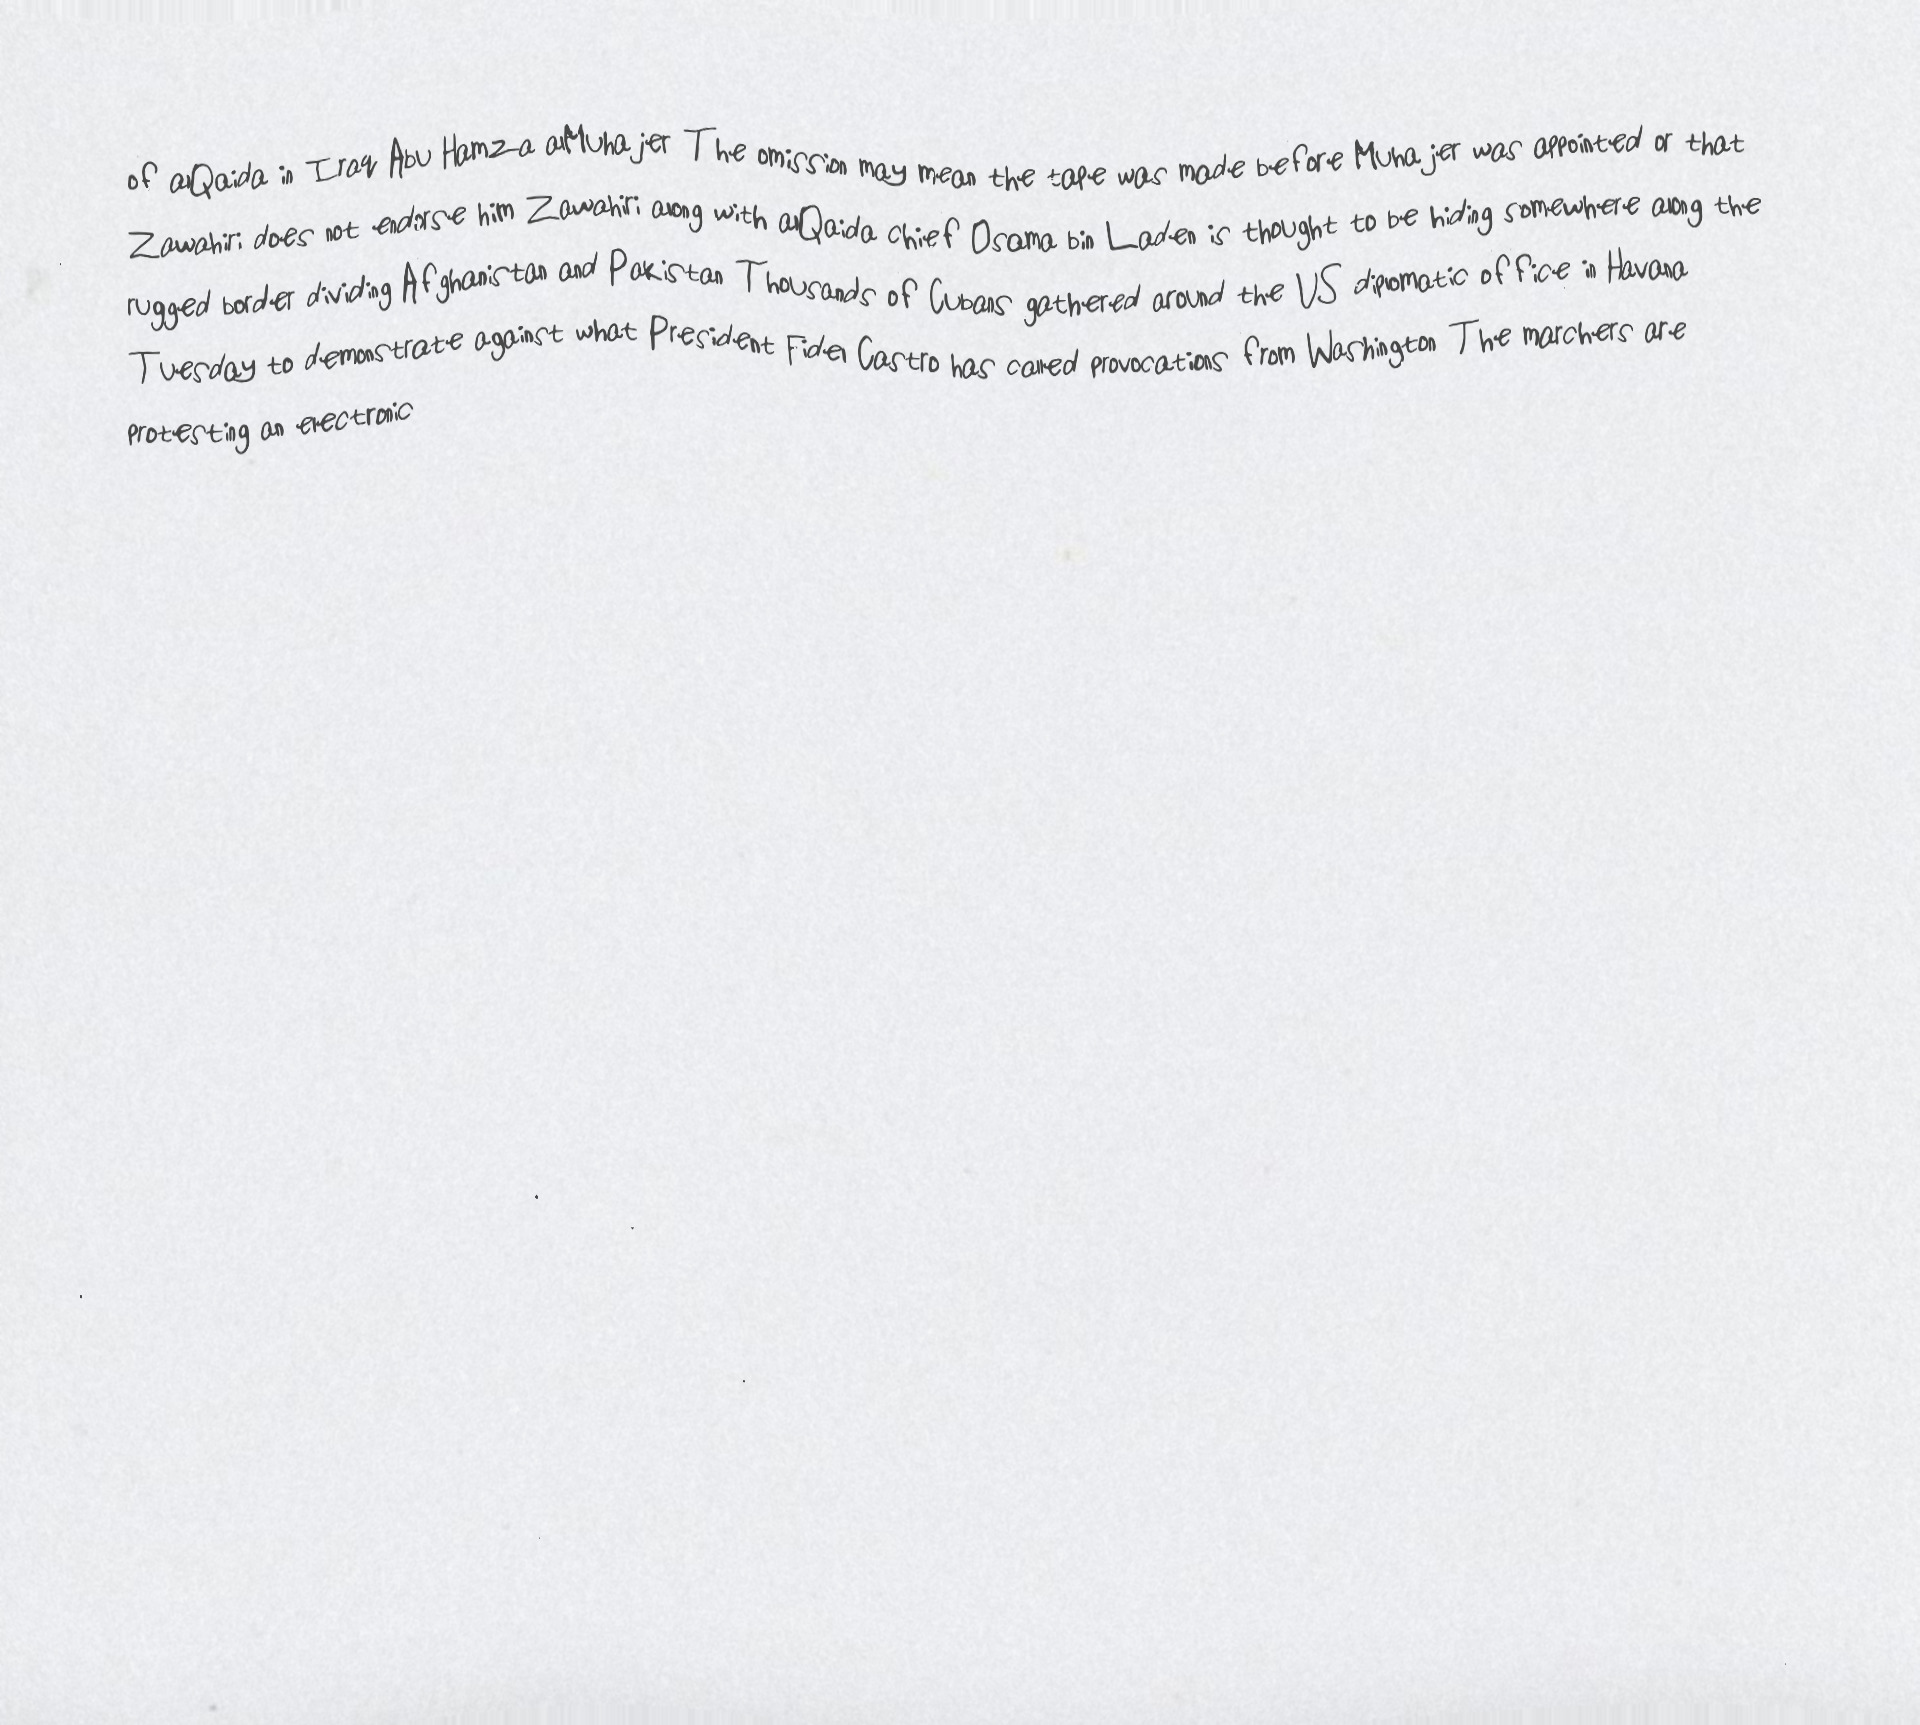 of alQaida in Iraq Abu Hamza alMuhajer The omission may mean the tape was made before Muhajer was appointed or that
Zawahiri does not endorse him Zawahiri along with alQaida chief Osama bin Laden is thought to be hiding somewhere along the
rugged border dividing Afghanistan and Pakistan Thousands of Cubans gathered around the US diplomatic office in Havana
Tuesday to demonstrate against what President Fidel Castro has called provocations from Washington The marchers are
protesting an electronic